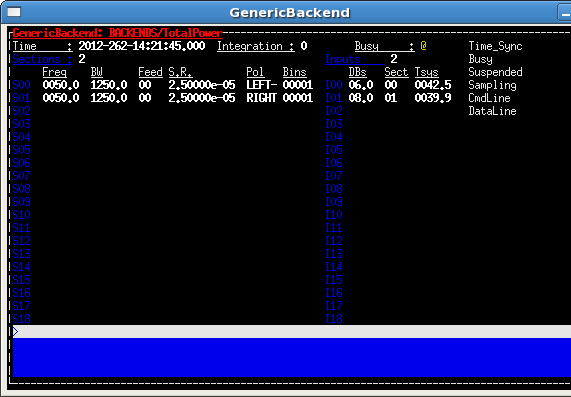 GenericBackend
GenericBackend: BACKENDS/TotalPower
Time : 2012-262-14:21:45.000 Integration : 0 Busy : @ Time_Sync
Sections : 2 Inputs : 2 Busy
Freq BW Feed S.R. Pol Bins DBs Sect Tsys Suspended
S00 0050.0 1250.0 00 2.50000e-05 LEFT- 00001 I00 06.0 00 0042.5 Sampling
S01 0050.0 1250.0 00 2.50000e-05 RIGHT 00001 I01 08.0 01 0039.9 CmdLine
S02 I02 DataLine
S03 I03
S04 I04
S05 I05
S06 I06
S07 I07
S08 I08
S09 I09
S10 I10
S11 I11
S12 I12
S13 I13
S14 I14
S15 I15
S16 I16
S17 I17
S18 I18
>